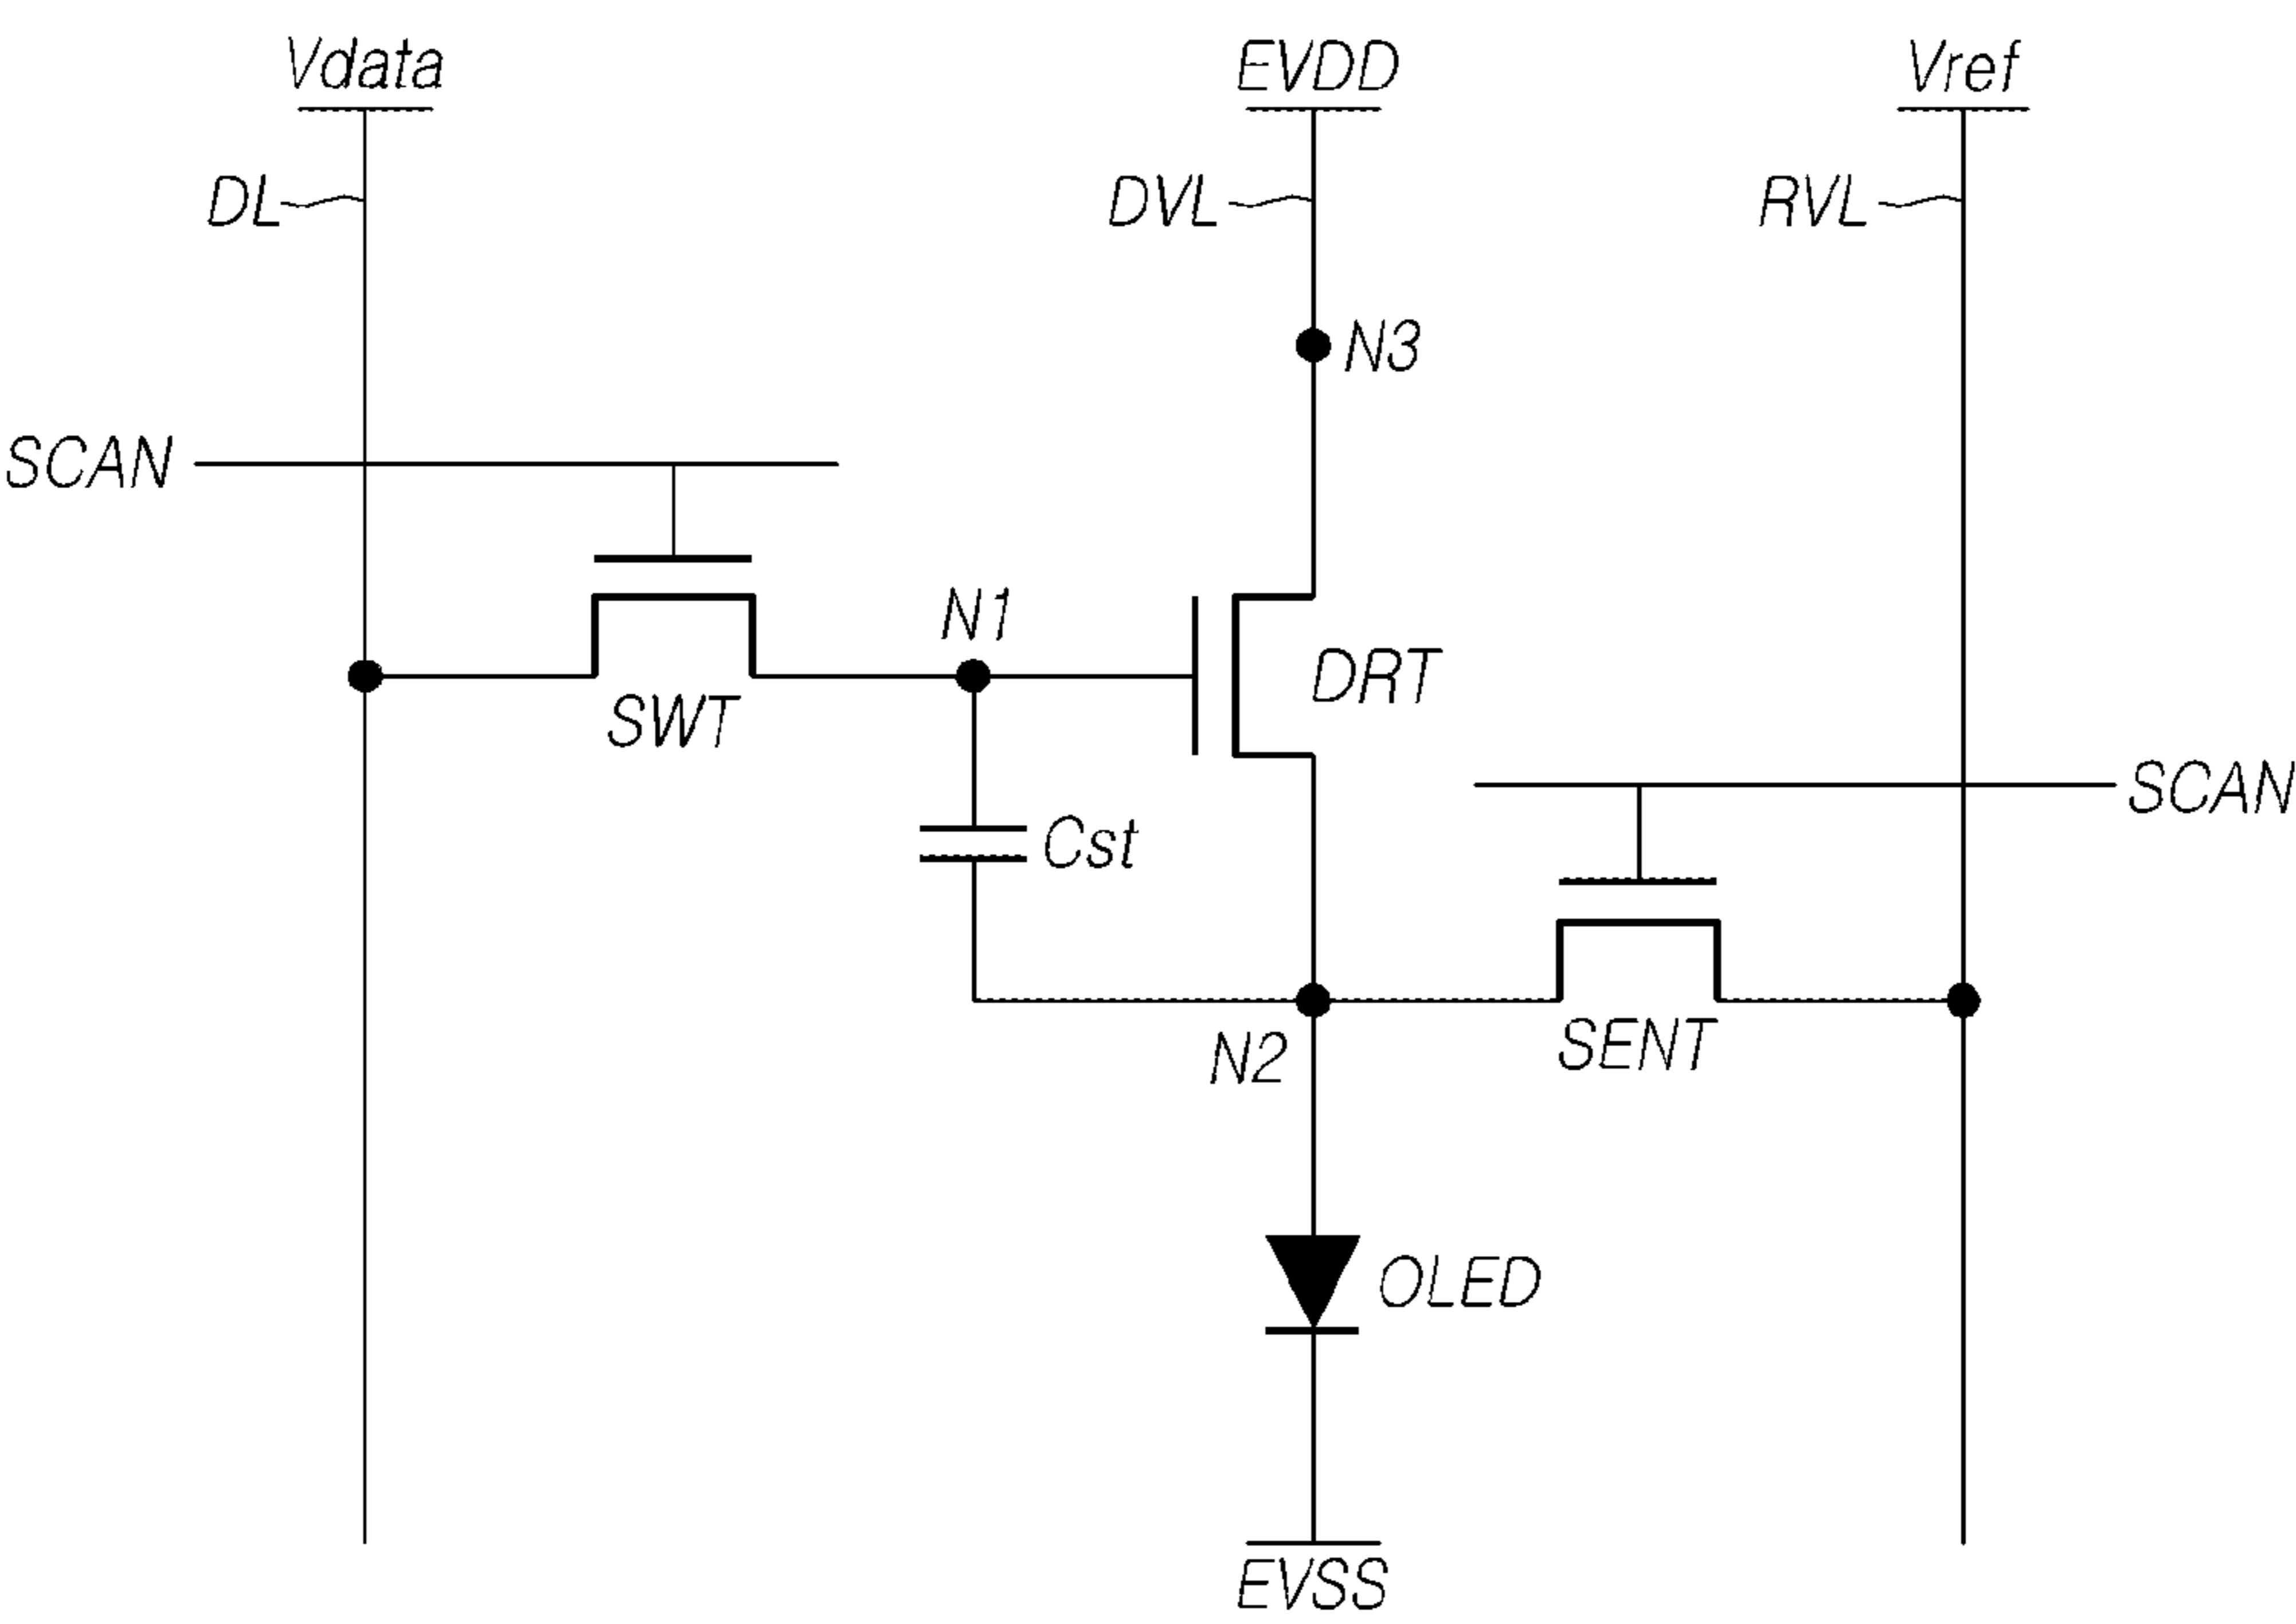 Vdata
EVDD
Vref
DL
DVL
RVL
N3
SCAN
N1
DRT
SWT
SCAN
Cst
SENT
N2
OLED
EVSS